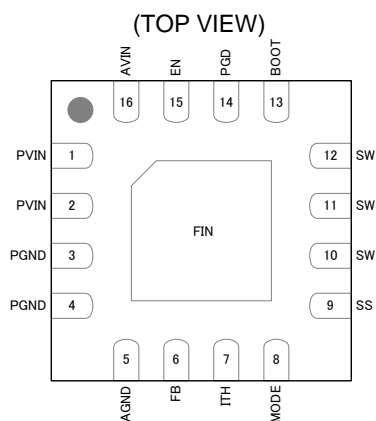 (TOP VIEW)
AVIN EN PGD BOOT
16 15 14 13
PVIN 1 12 SW
PVIN 2 11 SW
FIN
PGND 3 10 SW
PGND 4 9 SS
5 6 7 8
AGND FB ITH MODE